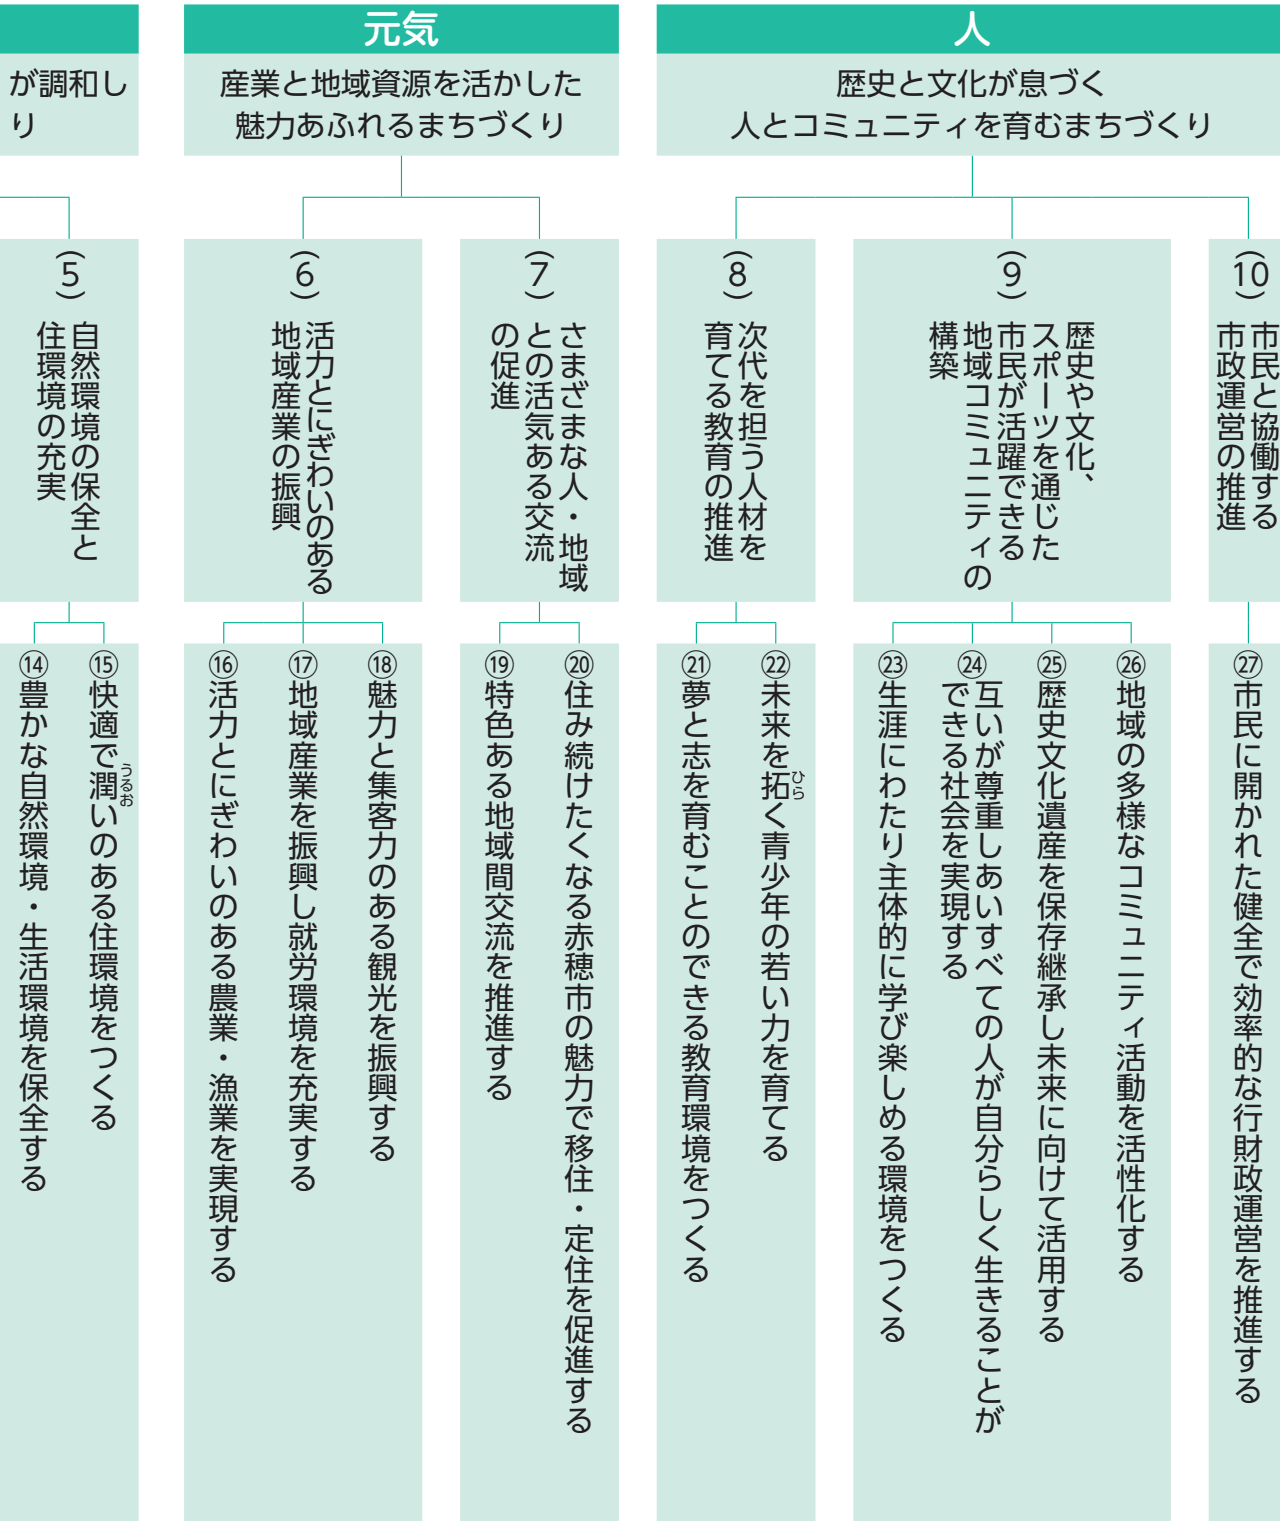 が調和し
り
元気
産業と地域資源を活かした
魅力あふれるまちづくり
人
歴史と文化が息づく
人とコミュニティを育むまちづくり
(5)
自然環境の保全と
住環境の充実
(6)
活力とにぎわいのある
地域産業の振興
(7)
さまざまな人・地域
との活気ある交流
の促進
(8)
次代を担う人材を
育てる教育の推進
(9)
歴史や文化、
スポーツを通じた
市民が活躍できる
地域コミュニティの
構築
(10)
市民と協働する
市政運営の推進
⑭豊かな自然環境・生活環境を保全する
⑮快適で潤いのある住環境をつくる
うるお
⑯活力とにぎわいのある農業・漁業を実現する
⑰地域産業を振興し就労環境を充実する
⑱魅力と集客力のある観光を振興する
⑲特色ある地域間交流を推進する
⑳住み続けたくなる赤穂市の魅力で移住・定住を促進する
㉑夢と志を育むことのできる教育環境をつくる
㉒未来を拓く青少年の若い力を育てる
ひら
㉓生涯にわたり主体的に学び楽しめる環境をつくる
㉔互いが尊重しあいすべての人が自分らしく生きることが
できる社会を実現する
㉕歴史文化遺産を保存継承し未来に向けて活用する
㉖地域の多様なコミュニティ活動を活性化する
㉗市民に開かれた健全で効率的な行財政運営を推進する